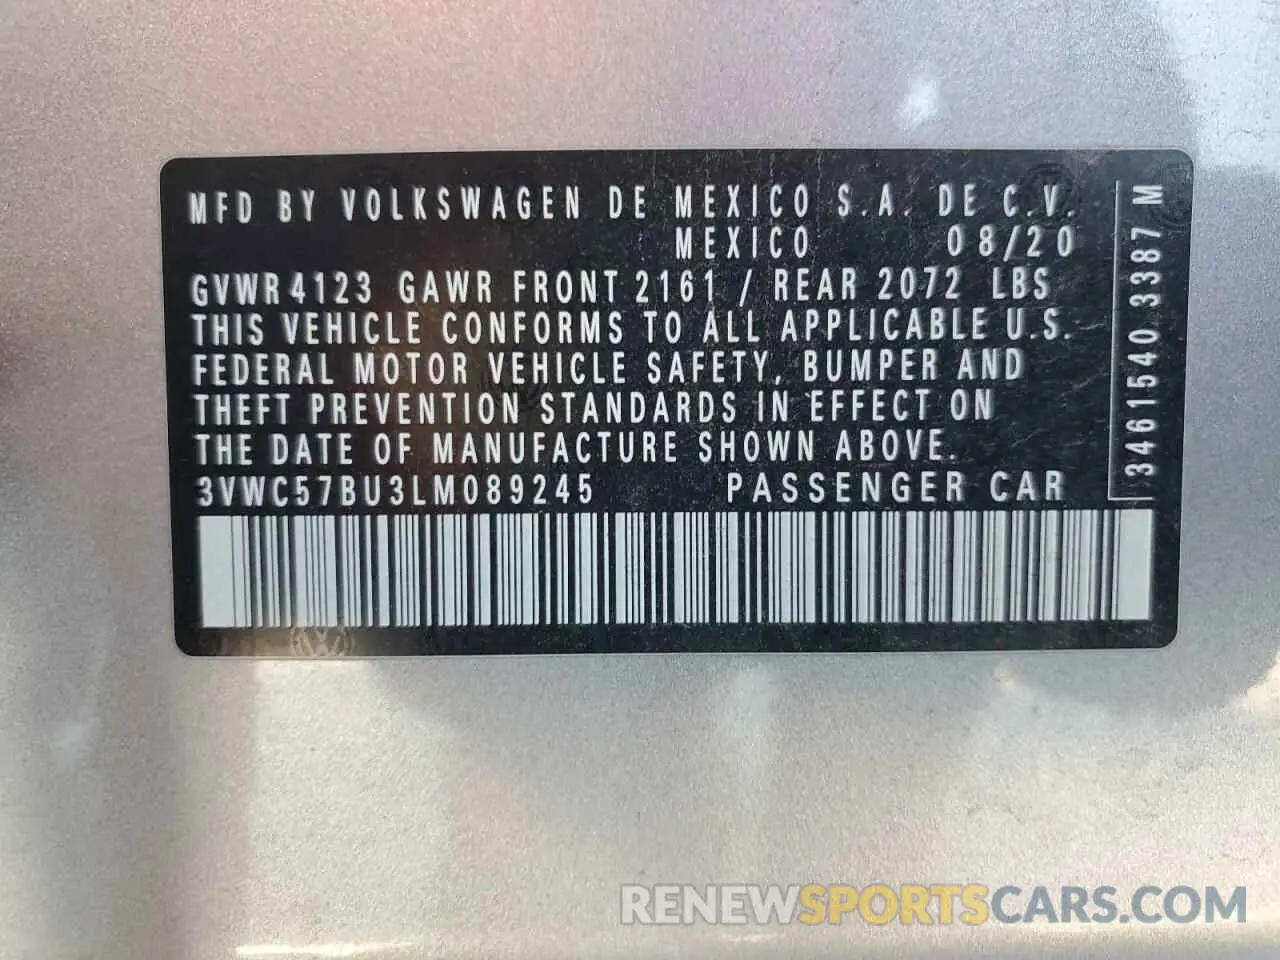 MFD BY VOLKSWAGEN DE MEXICO S.A. DE C.V.
MEXICO 08/20
GVWR 4123 GAWR FRONT 2161 / REAR 2072 LBS
THIS VEHICLE CONFORMS TO ALL APPLICABLE U.S.
FEDERAL MOTOR VEHICLE SAFETY, BUMPER AND
THEFT PREVENTION STANDARDS IN EFFECT ON
THE DATE OF MANUFACTURE SHOWN ABOVE.
3VWC57BU3LM089245 PASSENGER CAR
3461540 3387 M
RENEWSPORTSCARS.COM